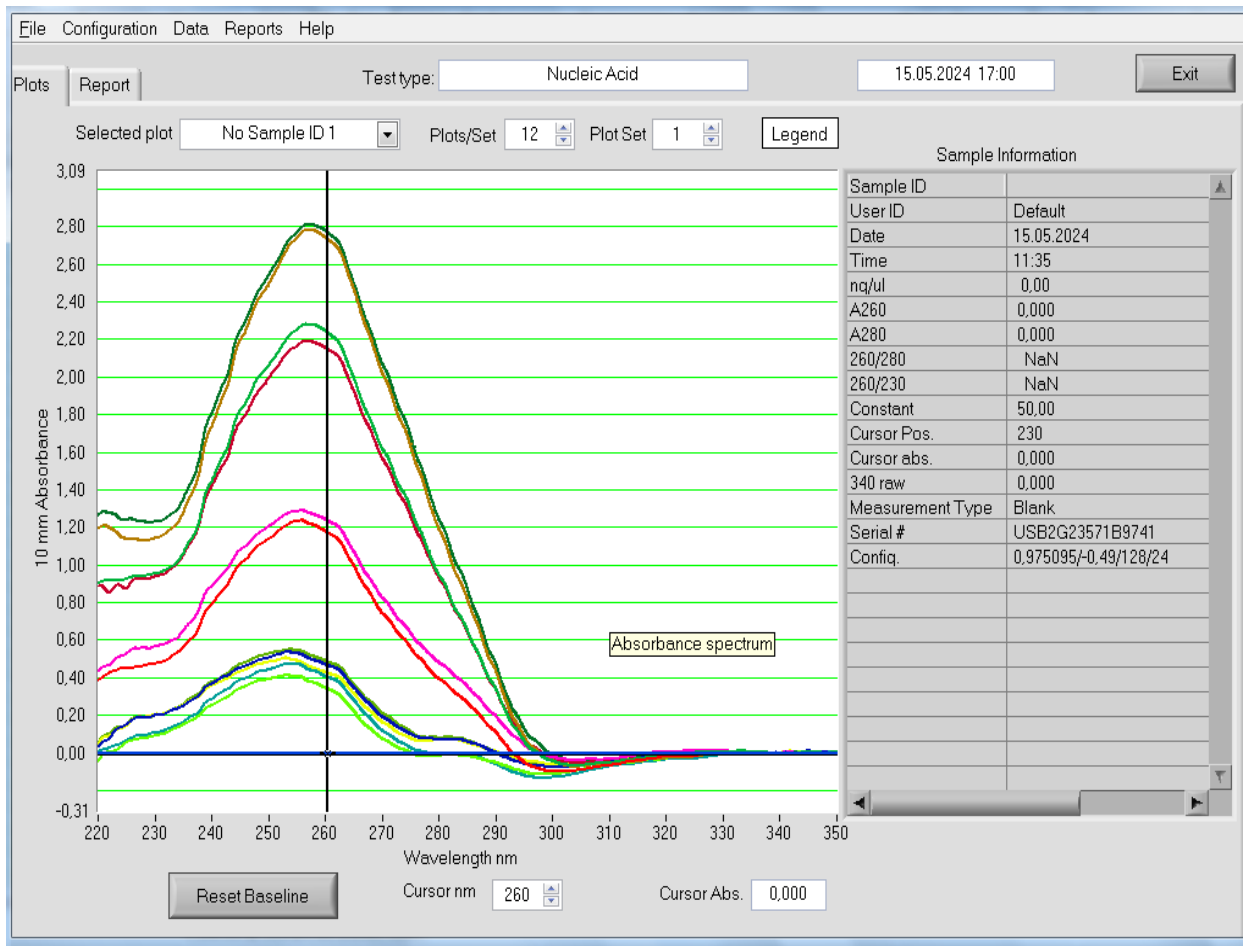 File Configuration Data Reports Help
Plots Report Test type: Nucleic Acid 15.05.2024 17:00 Exit
Selected plot No Sample ID 1 Plots/Set 12 Plot Set 1 Legend
Sample Information
Sample ID
User ID Default
Date 15.05.2024
Time 11:35
nq/ul 0,00
A260 0,000
A280 0,000
260/280 NaN
260/230 NaN
Constant 50,00
Cursor Pos. 230
Cursor abs. 0,000
340 raw 0,000
Measurement Type Blank
Serial # USB2G23571B9741
Confiq. 0,975095/-0,49/128/24
10 mm Absorbance
3,09
2,80
2,60
2,40
2,20
2,00
1,80
1,60
1,40
1,20
1,00
0,80
0,60
0,40
0,20
0,00
-0,31
Absorbance spectrum
220 230 240 250 260 270 280 290 300 310 320 330 340 350
Wavelength nm
Reset Baseline Cursor nm 260 Cursor Abs. 0,000